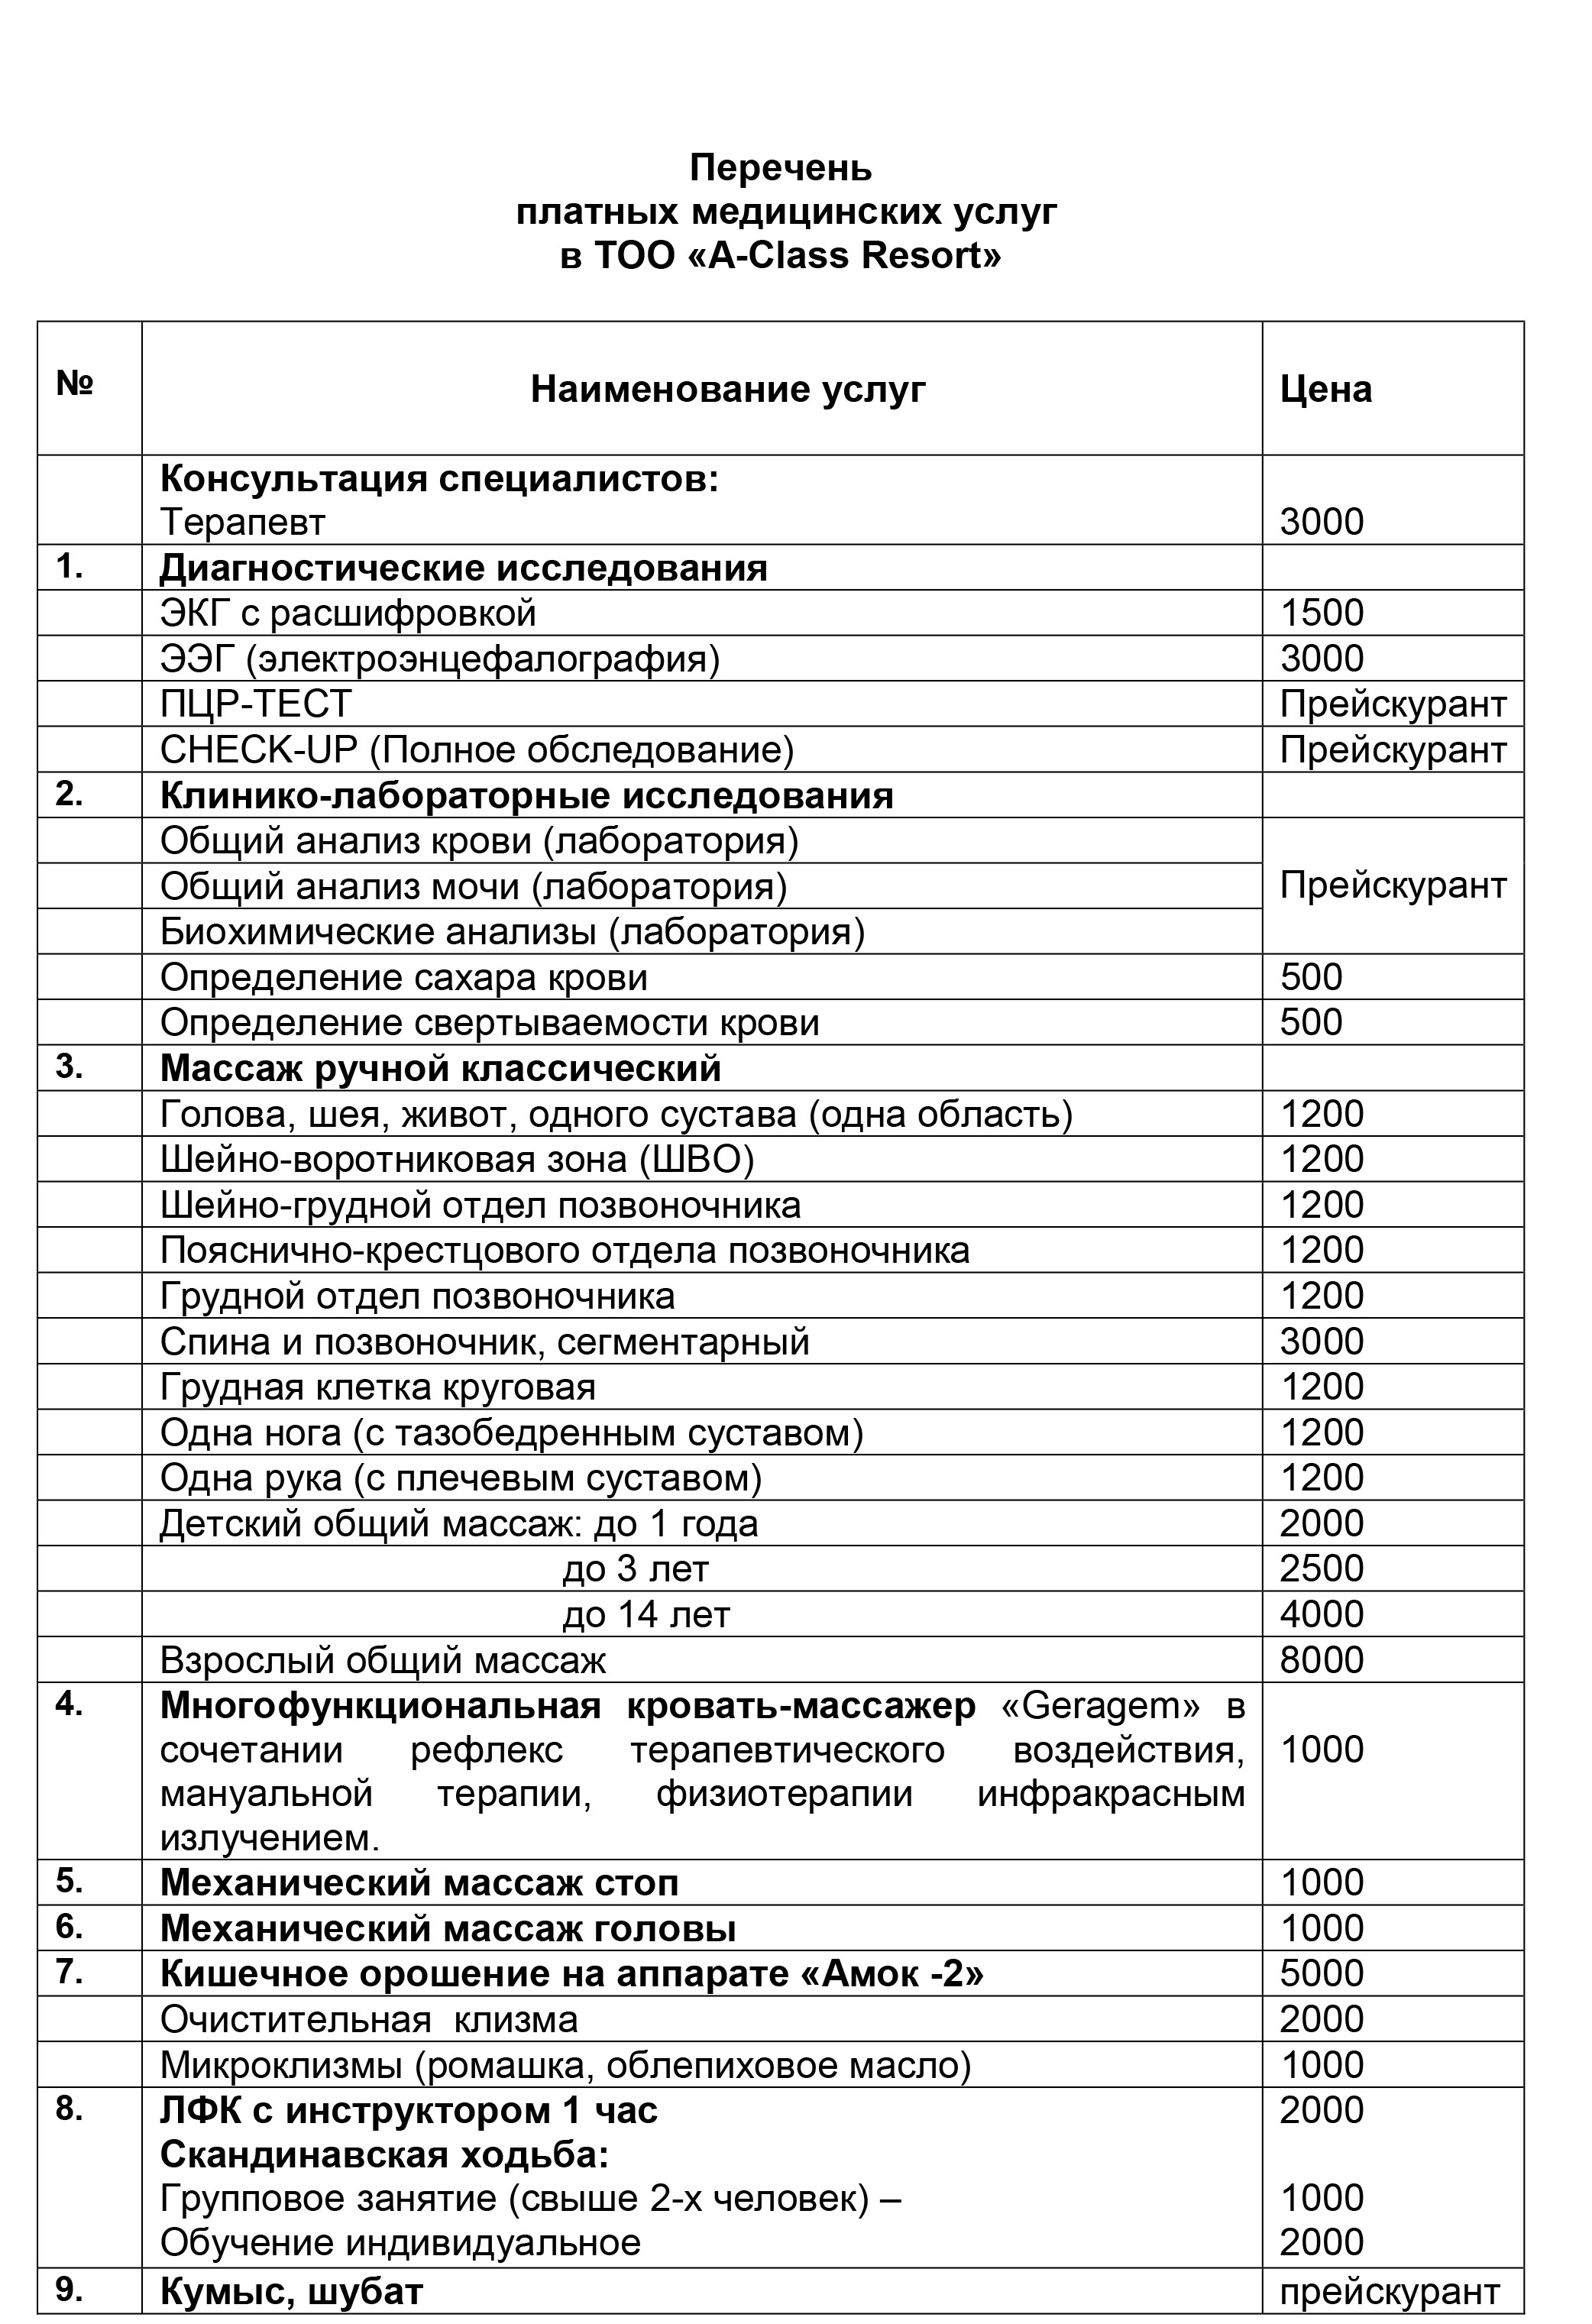 Перечень
платных медицинских услуг
в ТОО «A-Class Resort»
№ Наименование услуг Цена
Консультация специалистов:
Терапевт 3000
1. Диагностические исследования
ЭКГ с расшифровкой 1500
ЭЭГ (электроэнцефалография) 3000
ПЦР-ТЕСТ Прейскурант
CHECK-UP (Полное обследование) Прейскурант
2. Клинико-лабораторные исследования
Общий анализ крови (лаборатория)
Общий анализ мочи (лаборатория) Прейскурант
Биохимические анализы (лаборатория)
Определение сахара крови 500
Определение свертываемости крови 500
3. Массаж ручной классический
Голова, шея, живот, одного сустава (одна область) 1200
Шейно-воротниковая зона (ШВО) 1200
Шейно-грудной отдел позвоночника 1200
Пояснично-крестцового отдела позвоночника 1200
Грудной отдел позвоночника 1200
Спина и позвоночник, сегментарный 3000
Грудная клетка круговая 1200
Одна нога (с тазобедренным суставом) 1200
Одна рука (с плечевым суставом) 1200
Детский общий массаж: до 1 года 2000
до 3 лет 2500
до 14 лет 4000
Взрослый общий массаж 8000
4. Многофункциональная кровать-массажер «Geragem» в
сочетании рефлекс терапевтического воздействия, 1000
мануальной терапии, физиотерапии инфракрасным
излучением.
5. Механический массаж стоп 1000
6. Механический массаж головы 1000
7. Кишечное орошение на аппарате «Амок -2» 5000
Очистительная клизма 2000
Микроклизмы (ромашка, облепиховое масло) 1000
8. ЛФК с инструктором 1 час 2000
Скандинавская ходьба:
Групповое занятие (свыше 2-х человек) – 1000
Обучение индивидуальное 2000
9. Кумыс, шубат прейскурант